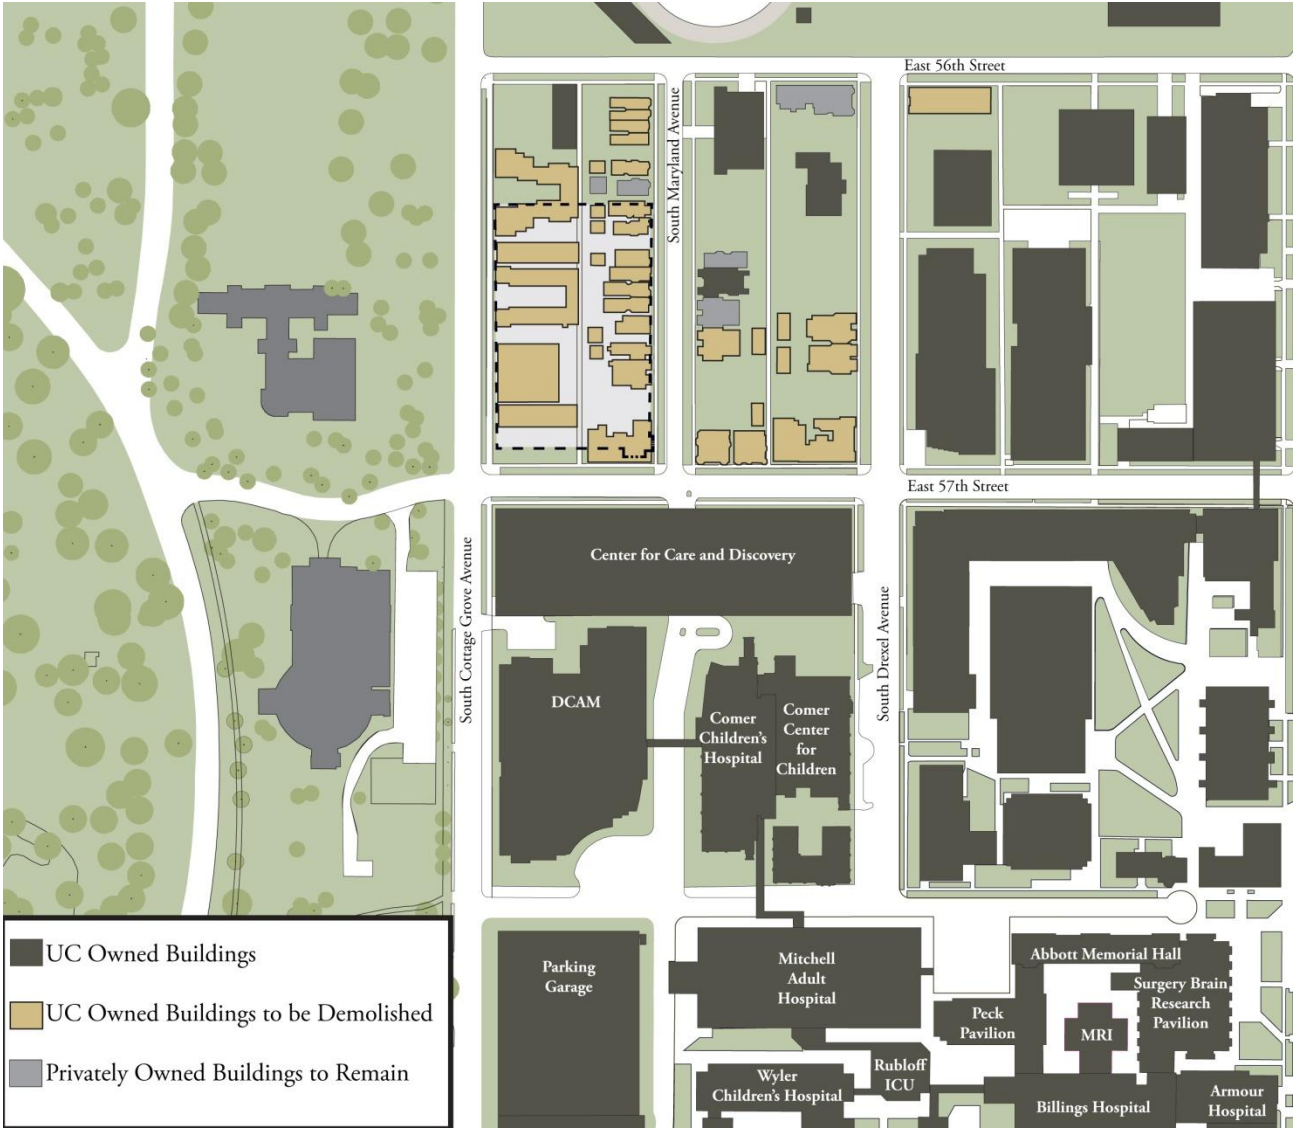 East 56th Street
South Maryland Avenue
East 57th Street
South Cottage Grove Avenue
Center for Care and Discovery
South Drexel Avenue
DCAM
Comer
Children's
Hospital
Comer
Center
for
Children
UC Owned Buildings
UC Owned Buildings to be Demolished
Privately Owned Buildings to Remain
Parking
Garage
Mitchell
Adult
Hospital
Abbott Memorial Hall
Surgery Brain
Research
Pavilion
Peck
Pavilion
MRI
Rubloff
ICU
Wyler
Children's Hospital
Billings Hospital
Armour
Hospital